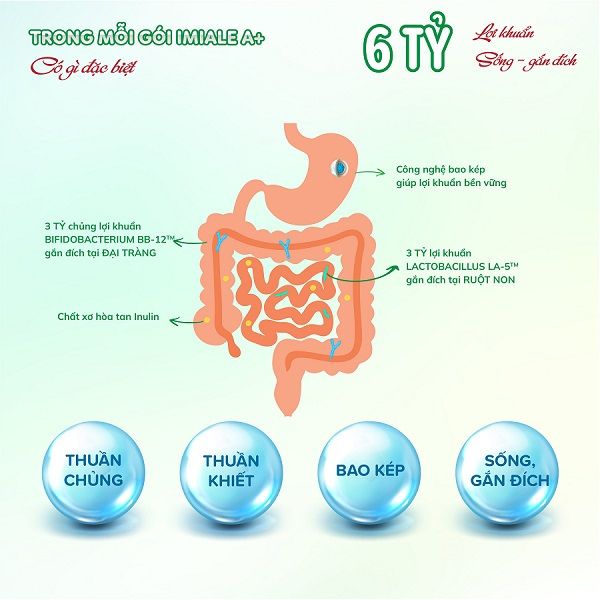 TRONG MỖI GÓI IMIALE A+
Có gì đặc biệt
6 TỶ
Lợi khuẩn
Sống - gắn đích
Công nghệ bao kép
giúp lợi khuẩn bền vững
3 TỶ chủng lợi khuẩn
BIFIDOBACTERIUM BB-12™
gắn đích tại ĐẠI TRÀNG
3 TỶ lợi khuẩn
LACTOBACILLUS LA-5™
gắn đích tại RUỘT NON
Chất xơ hòa tan Inulin
THUẦN
CHỦNG
THUẦN
KHIẾT
BAO KÉP
SỐNG,
GẮN ĐÍCH